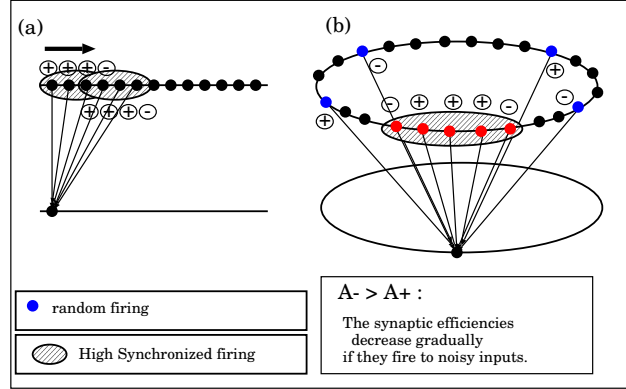 (a)
(b)
+ + + -
+ + + -
- +
- + + + -
+ -
random firing
High Synchronized firing
A- > A+ :
The synaptic efficiencies
decrease gradually
if they fire to noisy inputs.